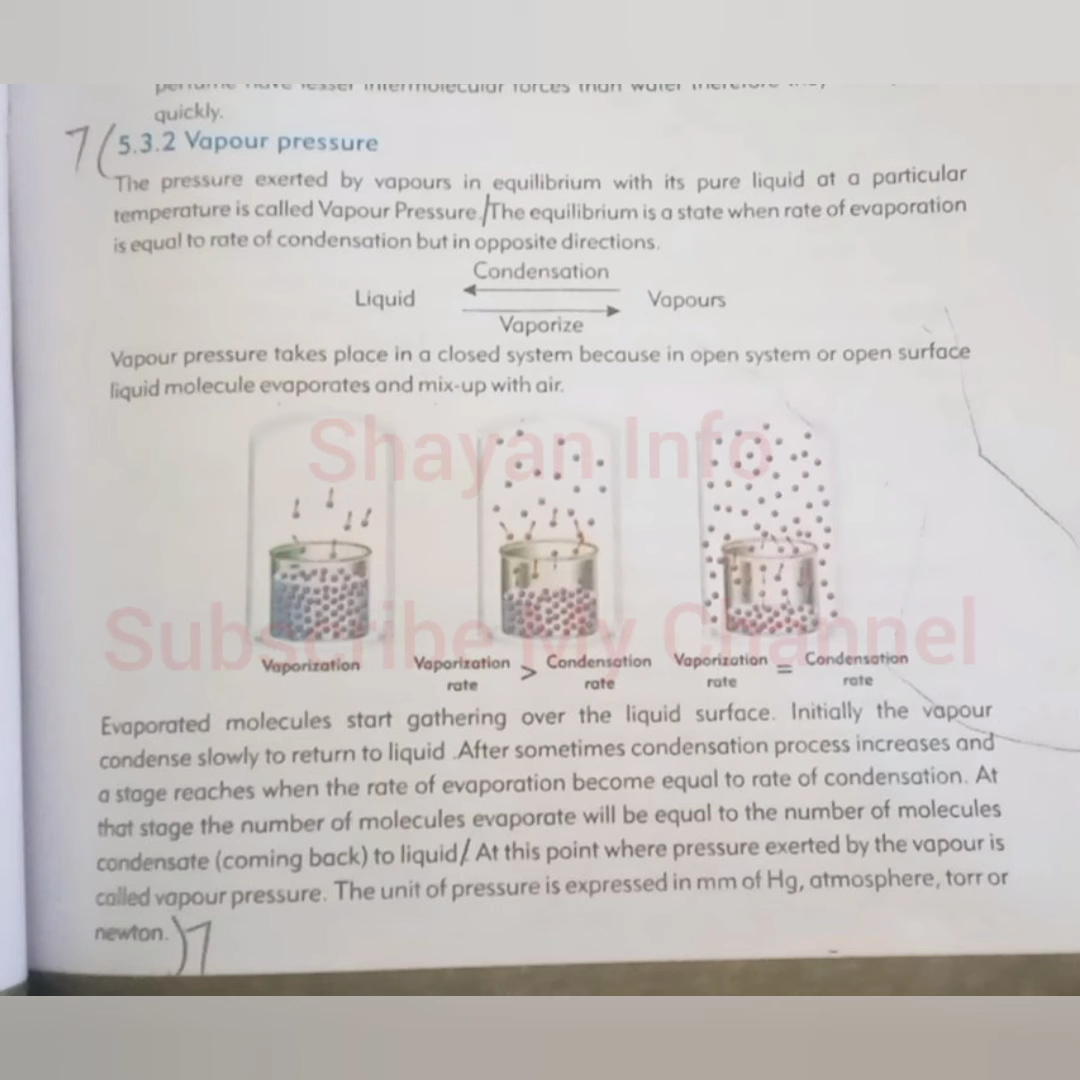 quickly.
7(
5.3.2 Vapour pressure
The pressure exerted by vapours in equilibrium with its pure liquid at a particular
temperature is called Vapour Pressure./The equilibrium is a state when rate of evaporation
is equal to rate of condensation but in opposite directions.
Condensation
Liquid Vapours
Vaporize
Vapour pressure takes place in a closed system because in open system or open surface
liquid molecule evaporates and mix-up with air.
Shayan Info
Subscribe My Channel
Vaporization Vaporization > Condensation Vaporization = Condensation
rate rate rate rate
Evaporated molecules start gathering over the liquid surface. Initially the vapour
condense slowly to return to liquid .After sometimes condensation process increases and
a stage reaches when the rate of evaporation become equal to rate of condensation. At
that stage the number of molecules evaporate will be equal to the number of molecules
condensate (coming back) to liquid/. At this point where pressure exerted by the vapour is
called vapour pressure. The unit of pressure is expressed in mm of Hg, atmosphere, torr or
newton. )7